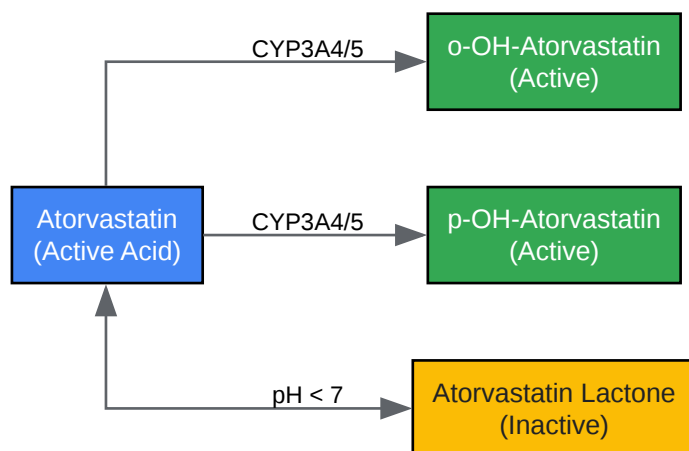 CYP3A4/5
o-OH-Atorvastatin
(Active)
Atorvastatin
(Active Acid)
CYP3A4/5
p-OH-Atorvastatin
(Active)
pH < 7
Atorvastatin Lactone
(Inactive)